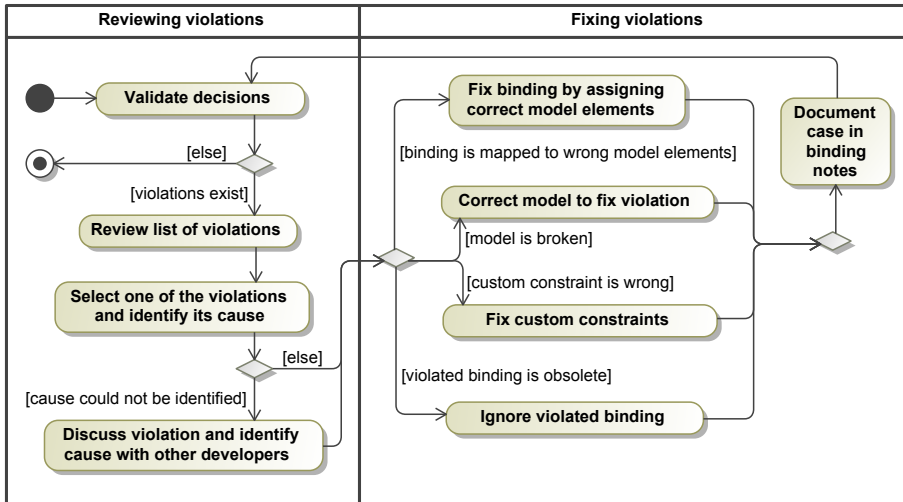 Reviewing violations
Fixing violations
Validate decisions
[else]
[violations exist]
Review list of violations
Select one of the violations
and identify its cause
[else]
[cause could not be identified]
Discuss violation and identify
cause with other developers
Fix binding by assigning
correct model elements
[binding is mapped to wrong model elements]
Correct model to fix violation
[model is broken]
[custom constraint is wrong]
Fix custom constraints
[violated binding is obsolete]
Ignore violated binding
Document
case in
binding
notes